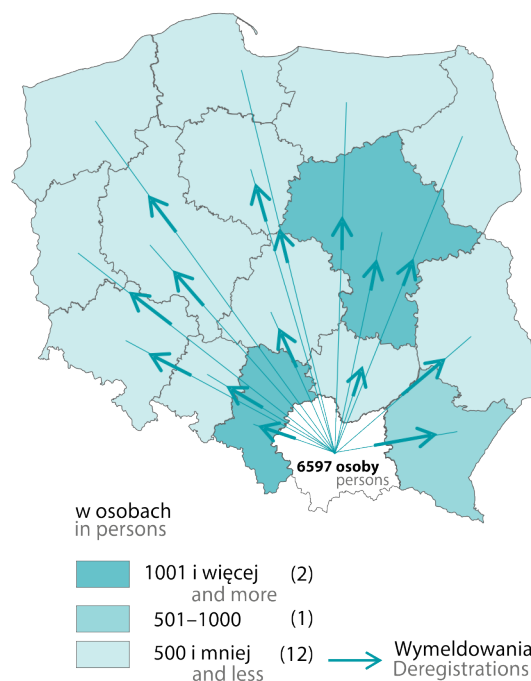 6597 osoby
persons
w osobach
in persons
1001 i więcej (2)
and more
501–1000 (1)
500 i mniej (12)
and less
Wymeldowania
Deregistrations